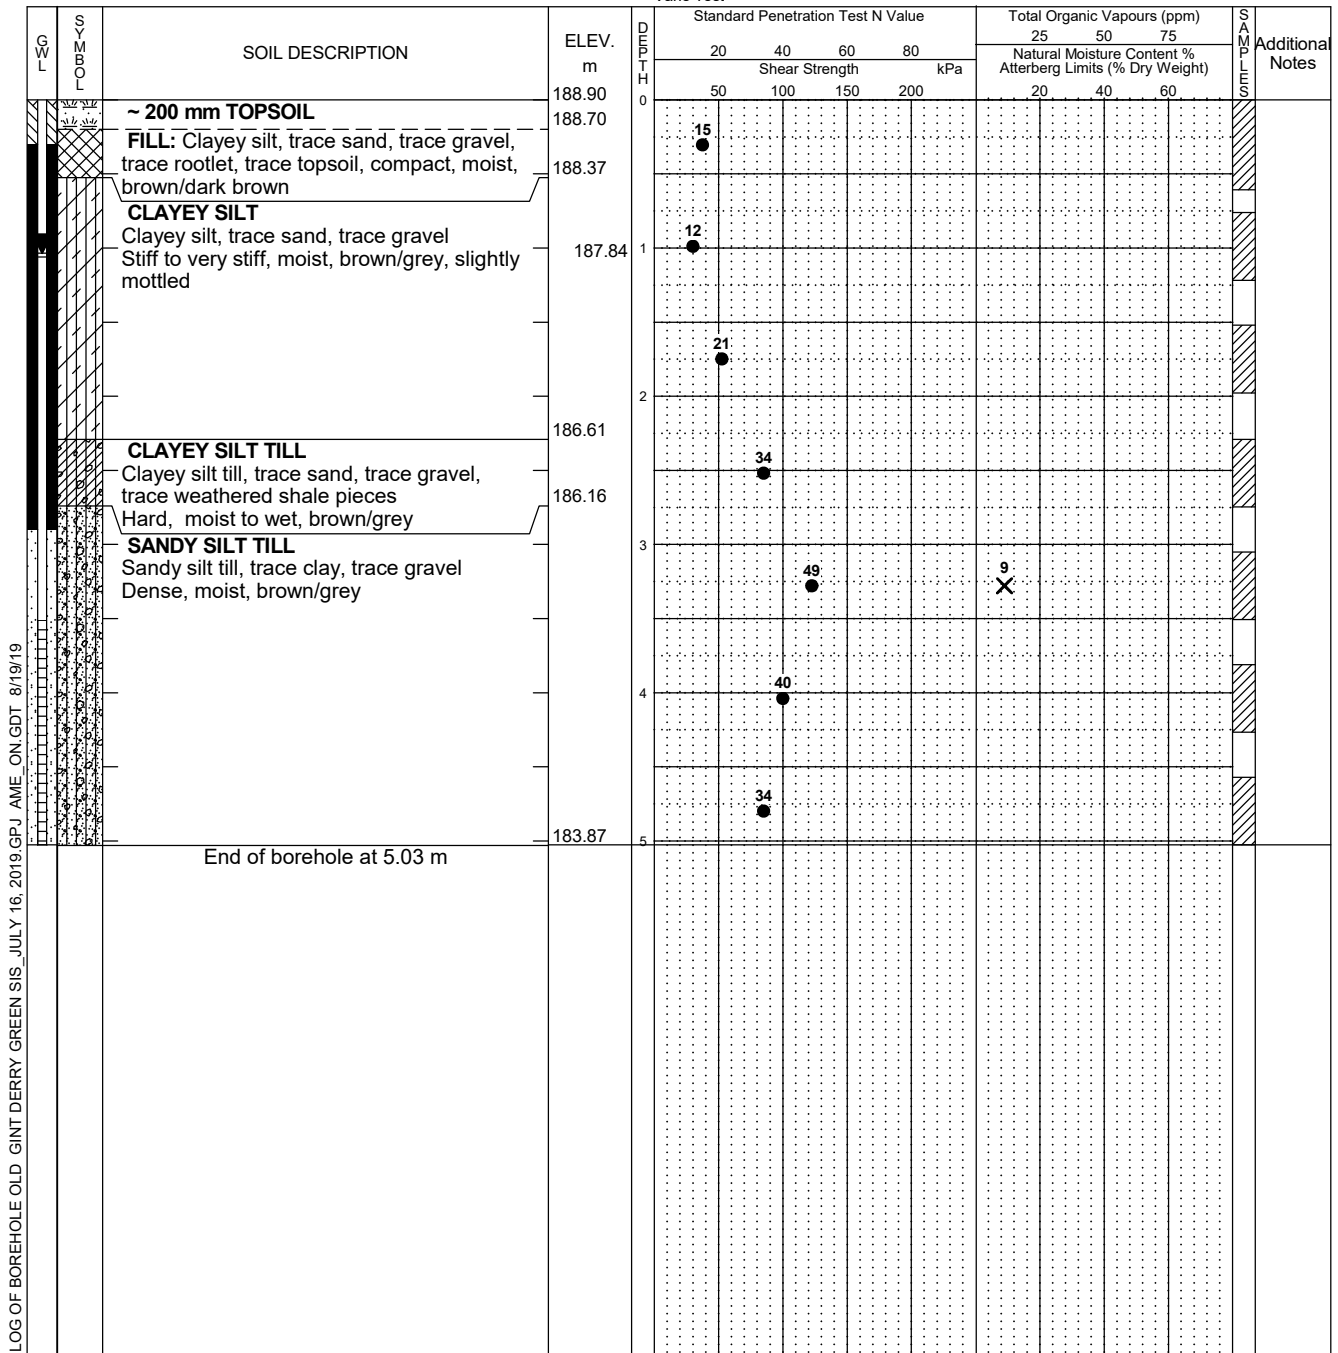 Standard Penetration Test N Value
Total Organic Vapours (ppm)
GWL
SYMBOL
SOIL DESCRIPTION
ELEV.
m
DEPTH
20 40 60 80
25 50 75
Natural Moisture Content %
Atterberg Limits (% Dry Weight)
Shear Strength kPa
50 100 150 200
20 40 60
SAMPLES
Additional
Notes
188.90
0
~ 200 mm TOPSOIL
188.70
FILL: Clayey silt, trace sand, trace gravel,
trace rootlet, trace topsoil, compact, moist,
brown/dark brown
188.37
15
CLAYEY SILT
Clayey silt, trace sand, trace gravel
Stiff to very stiff, moist, brown/grey, slightly
mottled
187.84
1
12
21
2
186.61
CLAYEY SILT TILL
Clayey silt till, trace sand, trace gravel,
trace weathered shale pieces
Hard, moist to wet, brown/grey
186.16
34
SANDY SILT TILL
Sandy silt till, trace clay, trace gravel
Dense, moist, brown/grey
3
49
9
4
40
34
183.87
5
End of borehole at 5.03 m
LOG OF BOREHOLE OLD GINT DERRY GREEN SIS_JULY 16, 2019.GPJ AME_ON.GDT 8/19/19